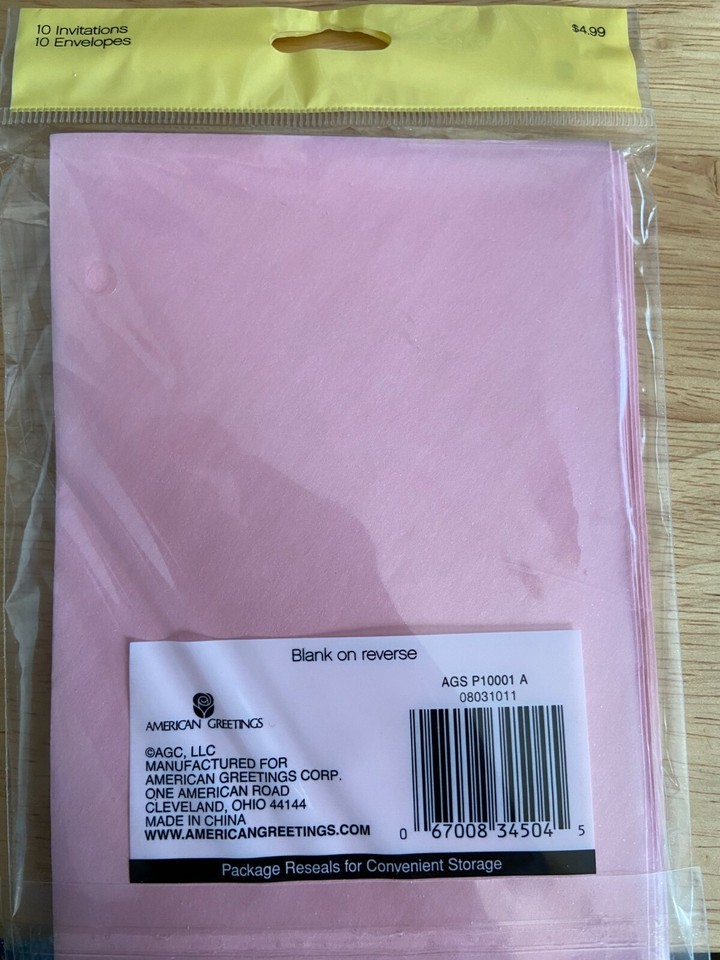 10 Invitations
10 Envelopes
$4.99
Blank on reverse
AGS P10001 A
08031011
AMERICAN GREETINGS
©AGC, LLC
MANUFACTURED FOR
AMERICAN GREETINGS CORP.
ONE AMERICAN ROAD
CLEVELAND, OHIO 44144
MADE IN CHINA
WWW.AMERICANGREETINGS.COM
0 67008 34504 5
Package Reseals for Convenient Storage